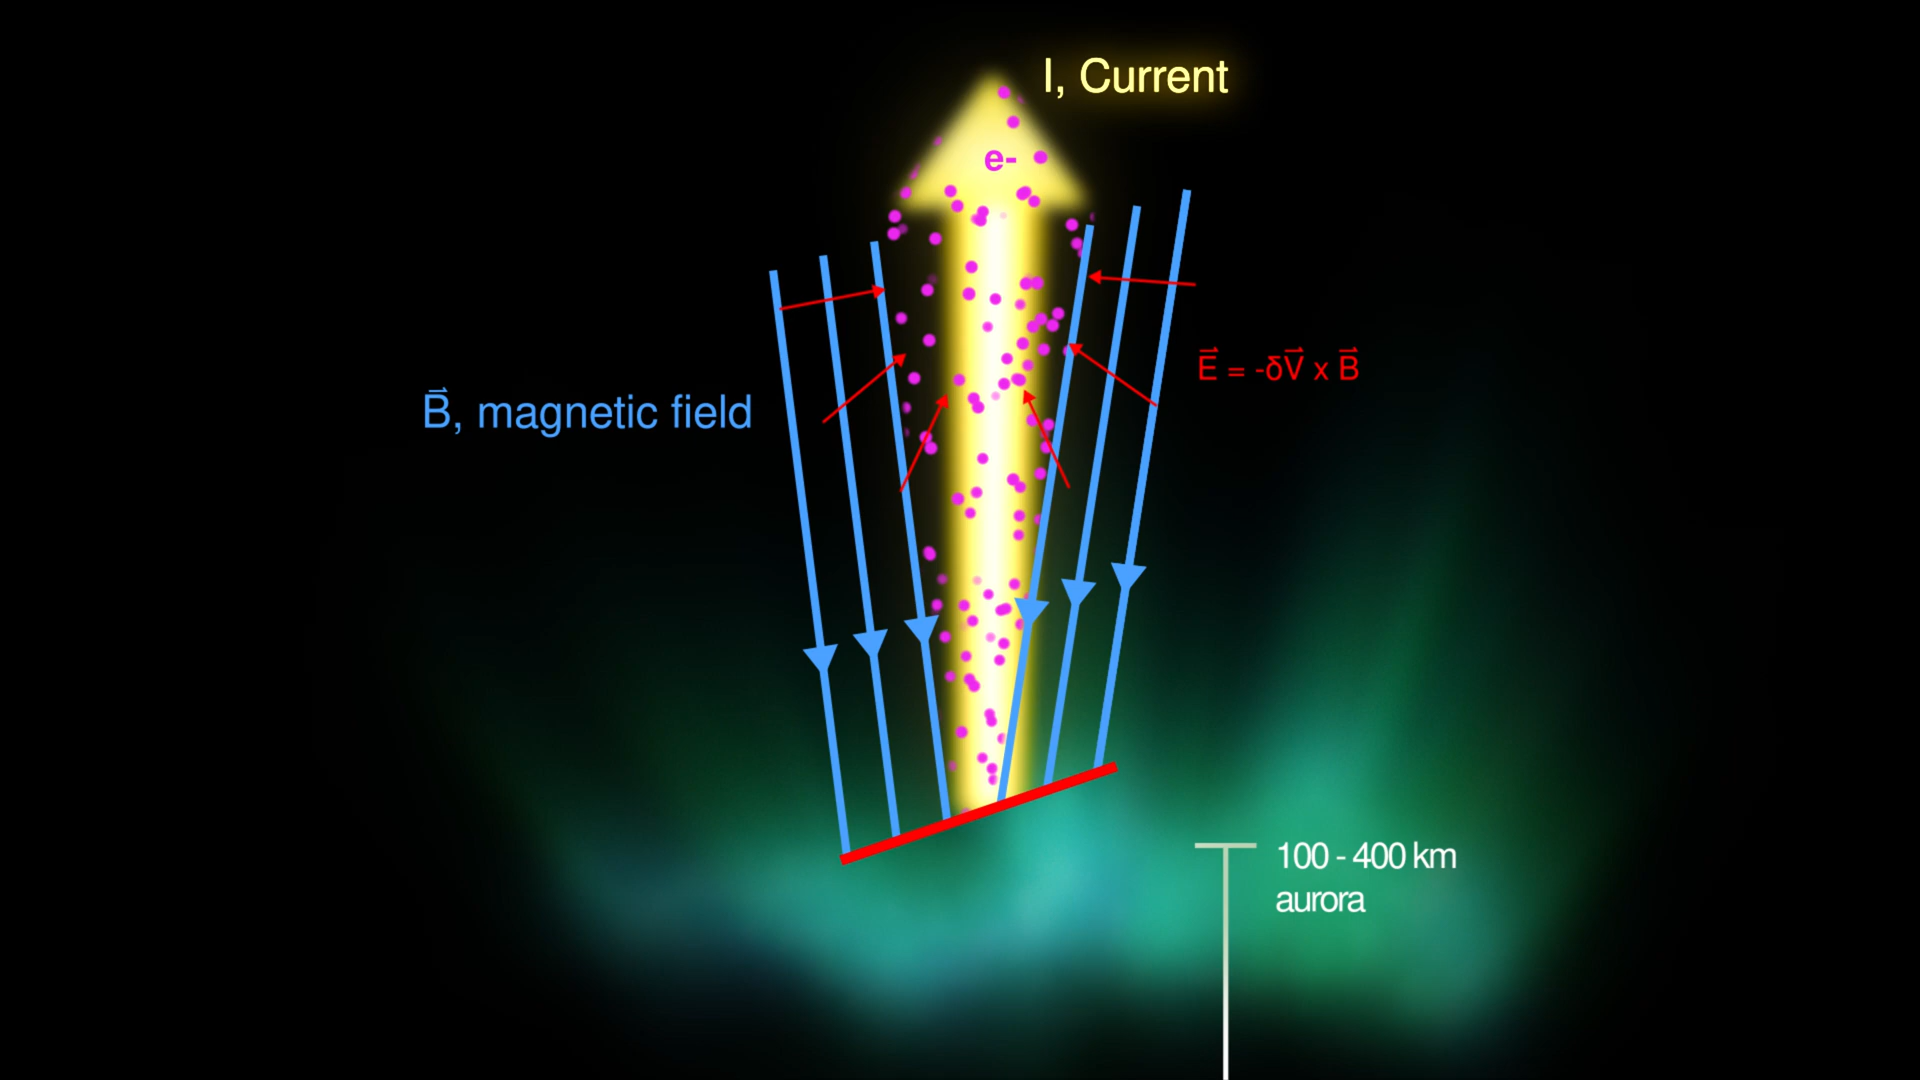 I, Current
e-
E⃗ = -δV⃗ x B⃗
B⃗, magnetic field
100 - 400 km
aurora